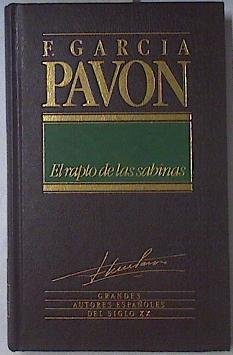 F. GARCIA
PAVON
El rapto de las sabinas
GRANDES
AUTORES ESPAÑOLES
DEL SIGLO XX